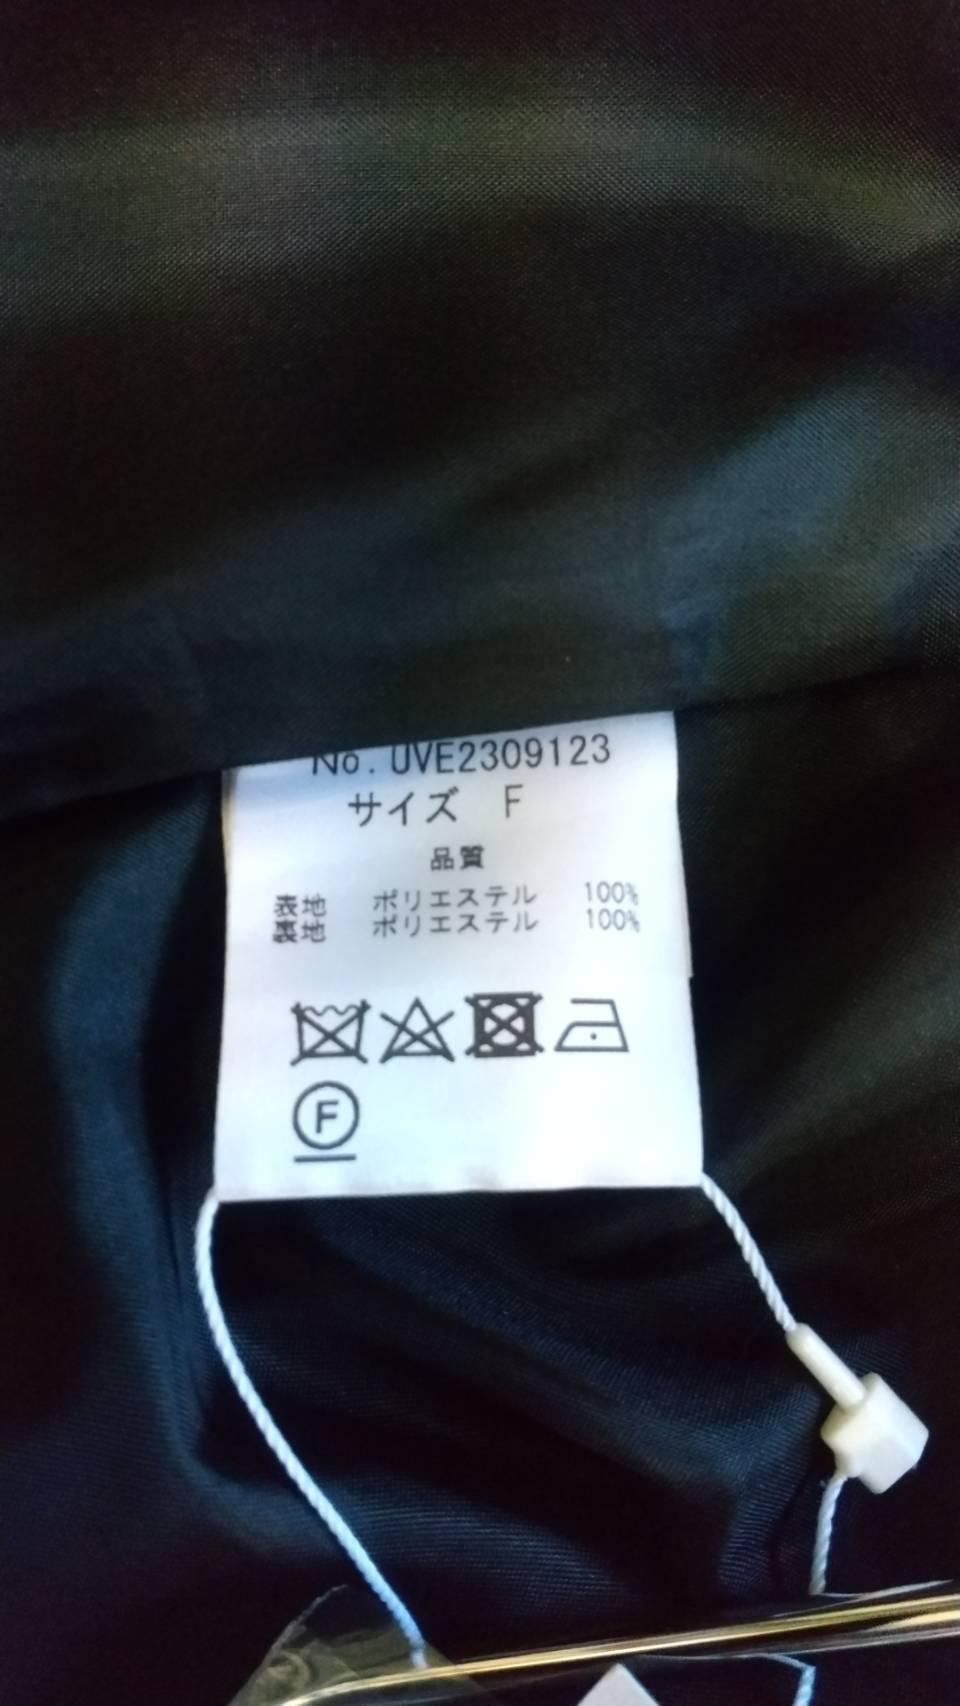 No. UVE2309123
サイズ F
品質
表地 ポリエステル 100%
裏地 ポリエステル 100%
F